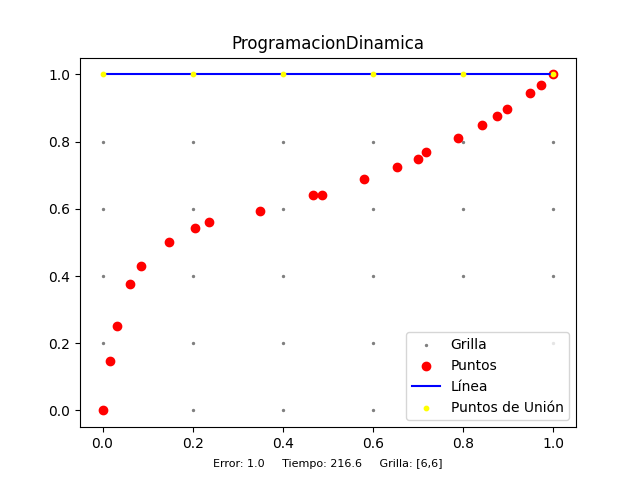 ProgramacionDinamica
1.0
0.8
0.6
0.4
0.2
0.0
Grilla
Puntos
Línea
Puntos de Unión
0.0 0.2 0.4 0.6 0.8 1.0
Error: 1.0 Tiempo: 216.6 Grilla: [6,6]